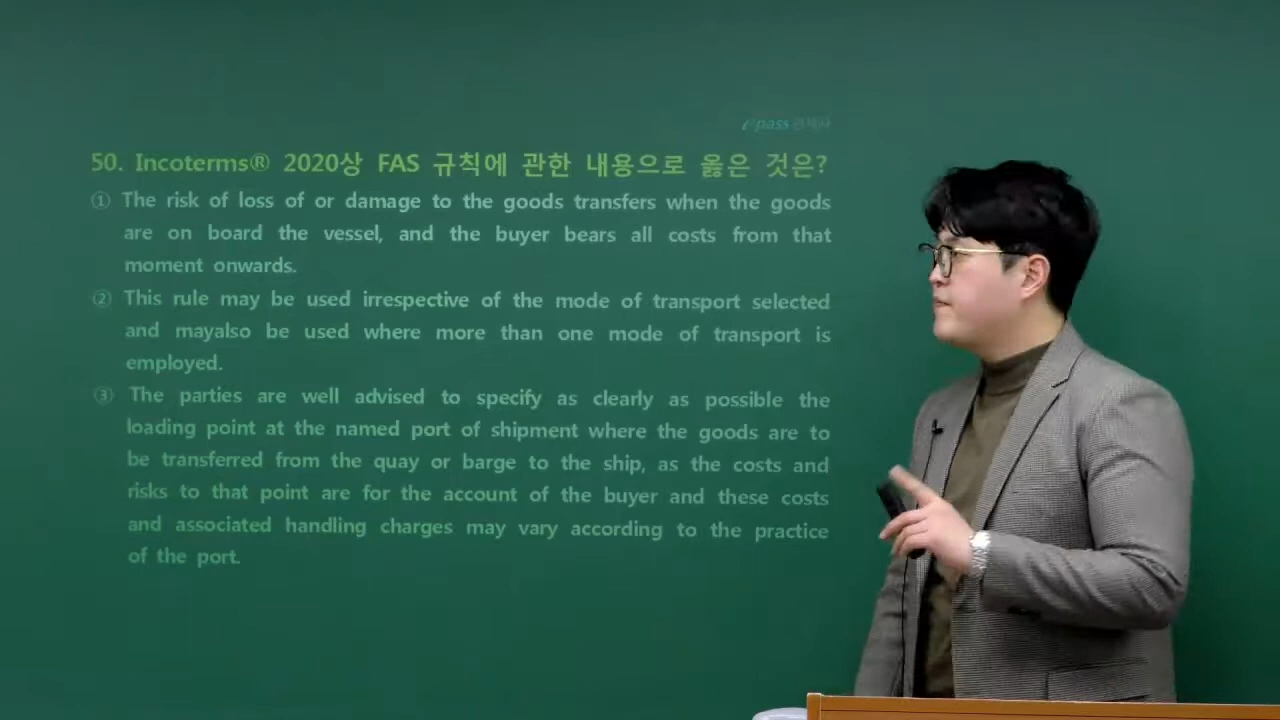 epass 관세사
50. Incoterms® 2020상 FAS 규칙에 관한 내용으로 옳은 것은?
① The risk of loss of or damage to the goods transfers when the goods
are on board the vessel, and the buyer bears all costs from that
moment onwards.
② This rule may be used irrespective of the mode of transport selected
and mayalso be used where more than one mode of transport is
employed.
③ The parties are well advised to specify as clearly as possible the
loading point at the named port of shipment where the goods are to
be transferred from the quay or barge to the ship, as the costs and
risks to that point are for the account of the buyer and these costs
and associated handling charges may vary according to the practice
of the port.